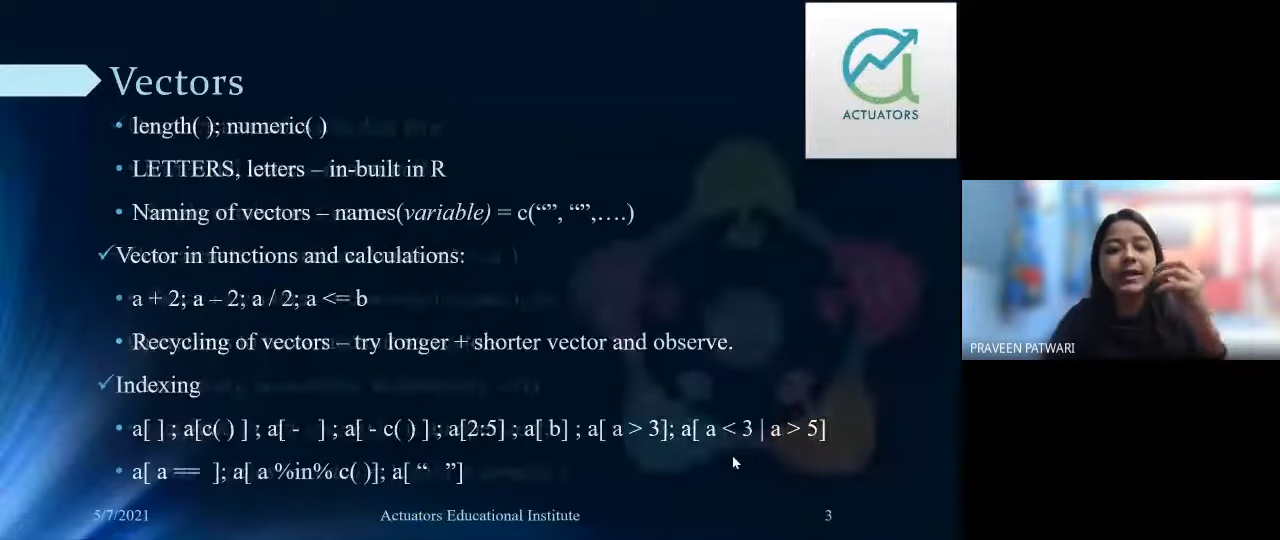 ACTUATORS
Vectors
length( ); numeric( )
LETTERS, letters – in-built in R
Naming of vectors – names(variable) = c(“”, “”,….)
Vector in functions and calculations:
a + 2; a – 2; a / 2; a <= b
Recycling of vectors – try longer + shorter vector and observe.
Indexing
a[ ] ; a[c( ) ] ; a[ -   ] ; a[ - c( ) ] ; a[2:5] ; a[ b] ; a[ a > 3]; a[ a < 3 | a > 5]
a[ a ==  ]; a[ a %in% c( )]; a[ “   ”]
5/7/2021
Actuators Educational Institute
3
PRAVEEN PATWARI